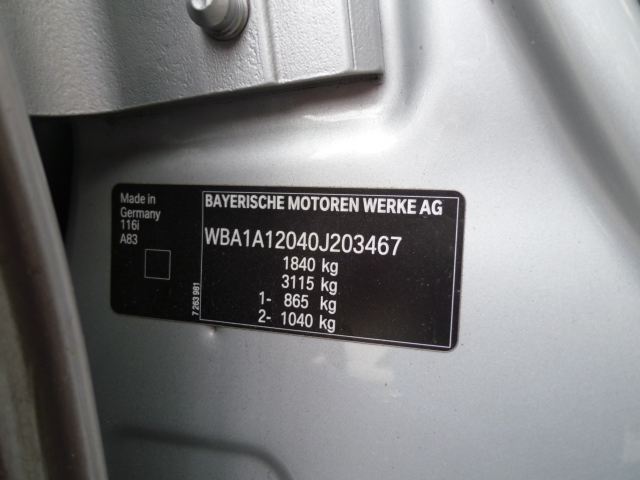 Made in
Germany
116i
A83
7 263 981
BAYERISCHE MOTOREN WERKE AG
WBA1A12040J203467
1840 kg
3115 kg
1- 865 kg
2- 1040 kg